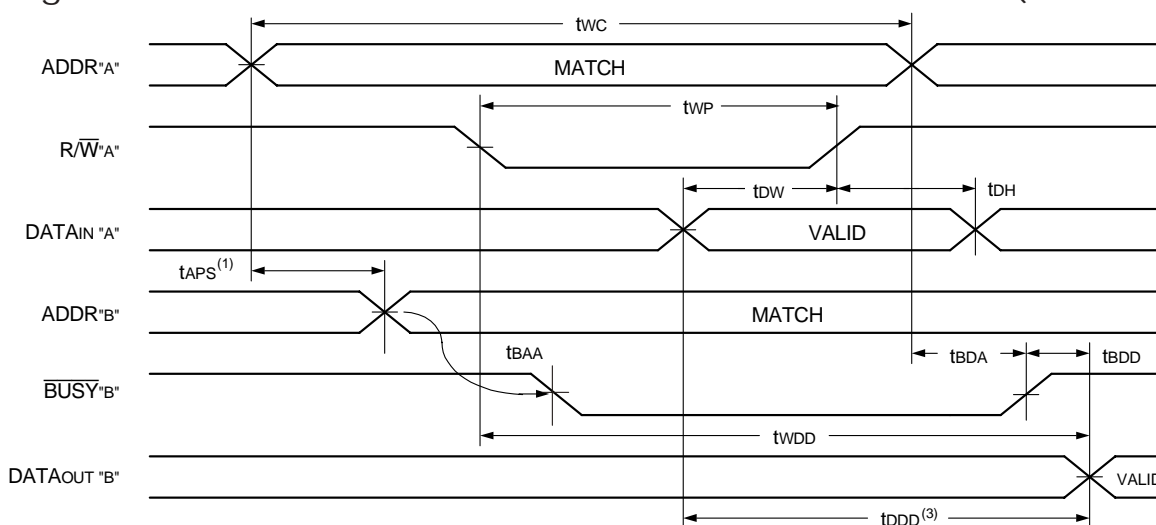 tWC
ADDR"A"
MATCH
tWP
R/W̅"A"
tDW
tDH
DATAIN "A"
VALID
tAPS(1)
ADDR"B"
MATCH
tBAA
tBDA
tBDD
B̅U̅S̅Y̅"B"
tWDD
DATAOUT "B"
VALID
tDDD(3)